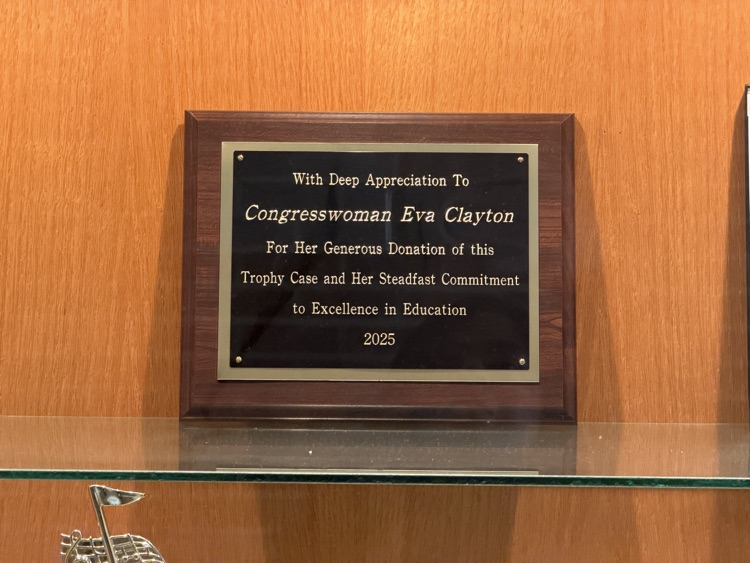 With Deep Appreciation To
Congresswoman Eva Clayton
For Her Generous Donation of this
Trophy Case and Her Steadfast Commitment
to Excellence in Education
2025